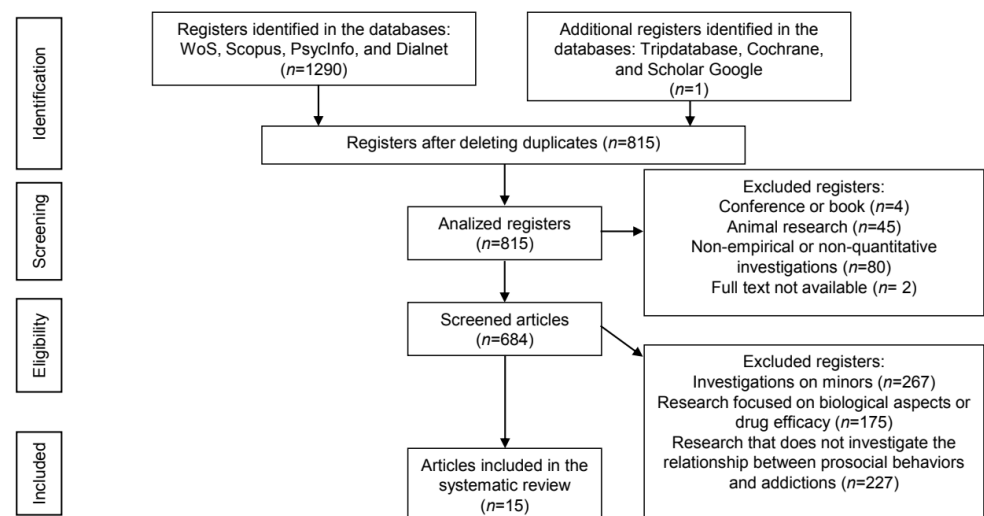 Identification
Registers identified in the databases:
WoS, Scopus, PsycInfo, and Dialnet
(n=1290)
Additional registers identified in the
databases: Tripdatabase, Cochrane,
and Scholar Google
(n=1)
Registers after deleting duplicates (n=815)
Screening
Analized registers
(n=815)
Excluded registers:
Conference or book (n=4)
Animal research (n=45)
Non-empirical or non-quantitative
investigations (n=80)
Full text not available (n= 2)
Eligibility
Screened articles
(n=684)
Excluded registers:
Investigations on minors (n=267)
Research focused on biological aspects or
drug efficacy (n=175)
Research that does not investigate the
relationship between prosocial behaviors
and addictions (n=227)
Included
Articles included in the
systematic review
(n=15)